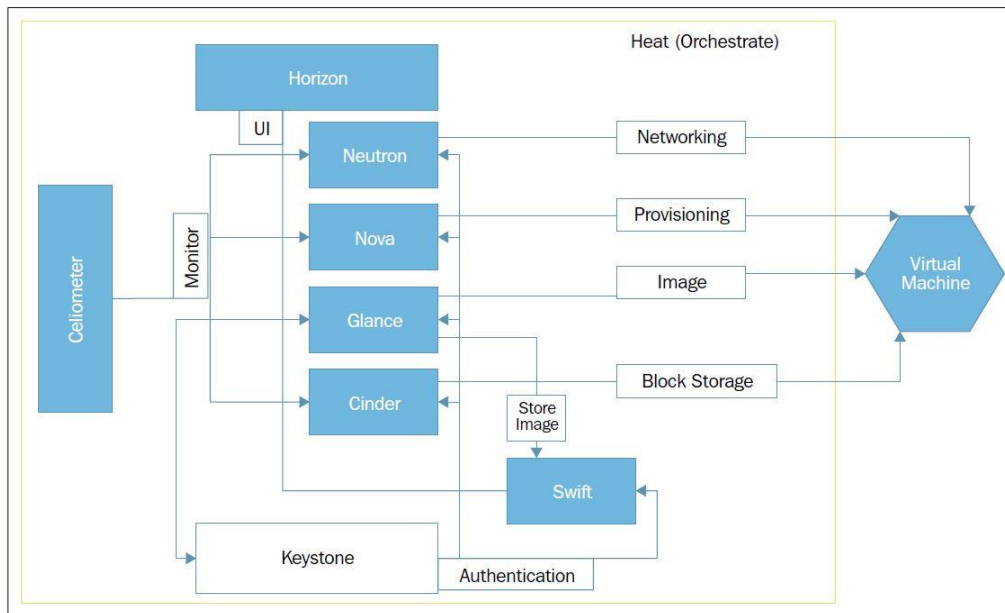 Heat (Orchestrate)
Horizon
UI
Neutron
Networking
Nova
Provisioning
Celiometer
Monitor
Virtual
Machine
Glance
Image
Cinder
Block Storage
Store
Image
Swift
Keystone
Authentication